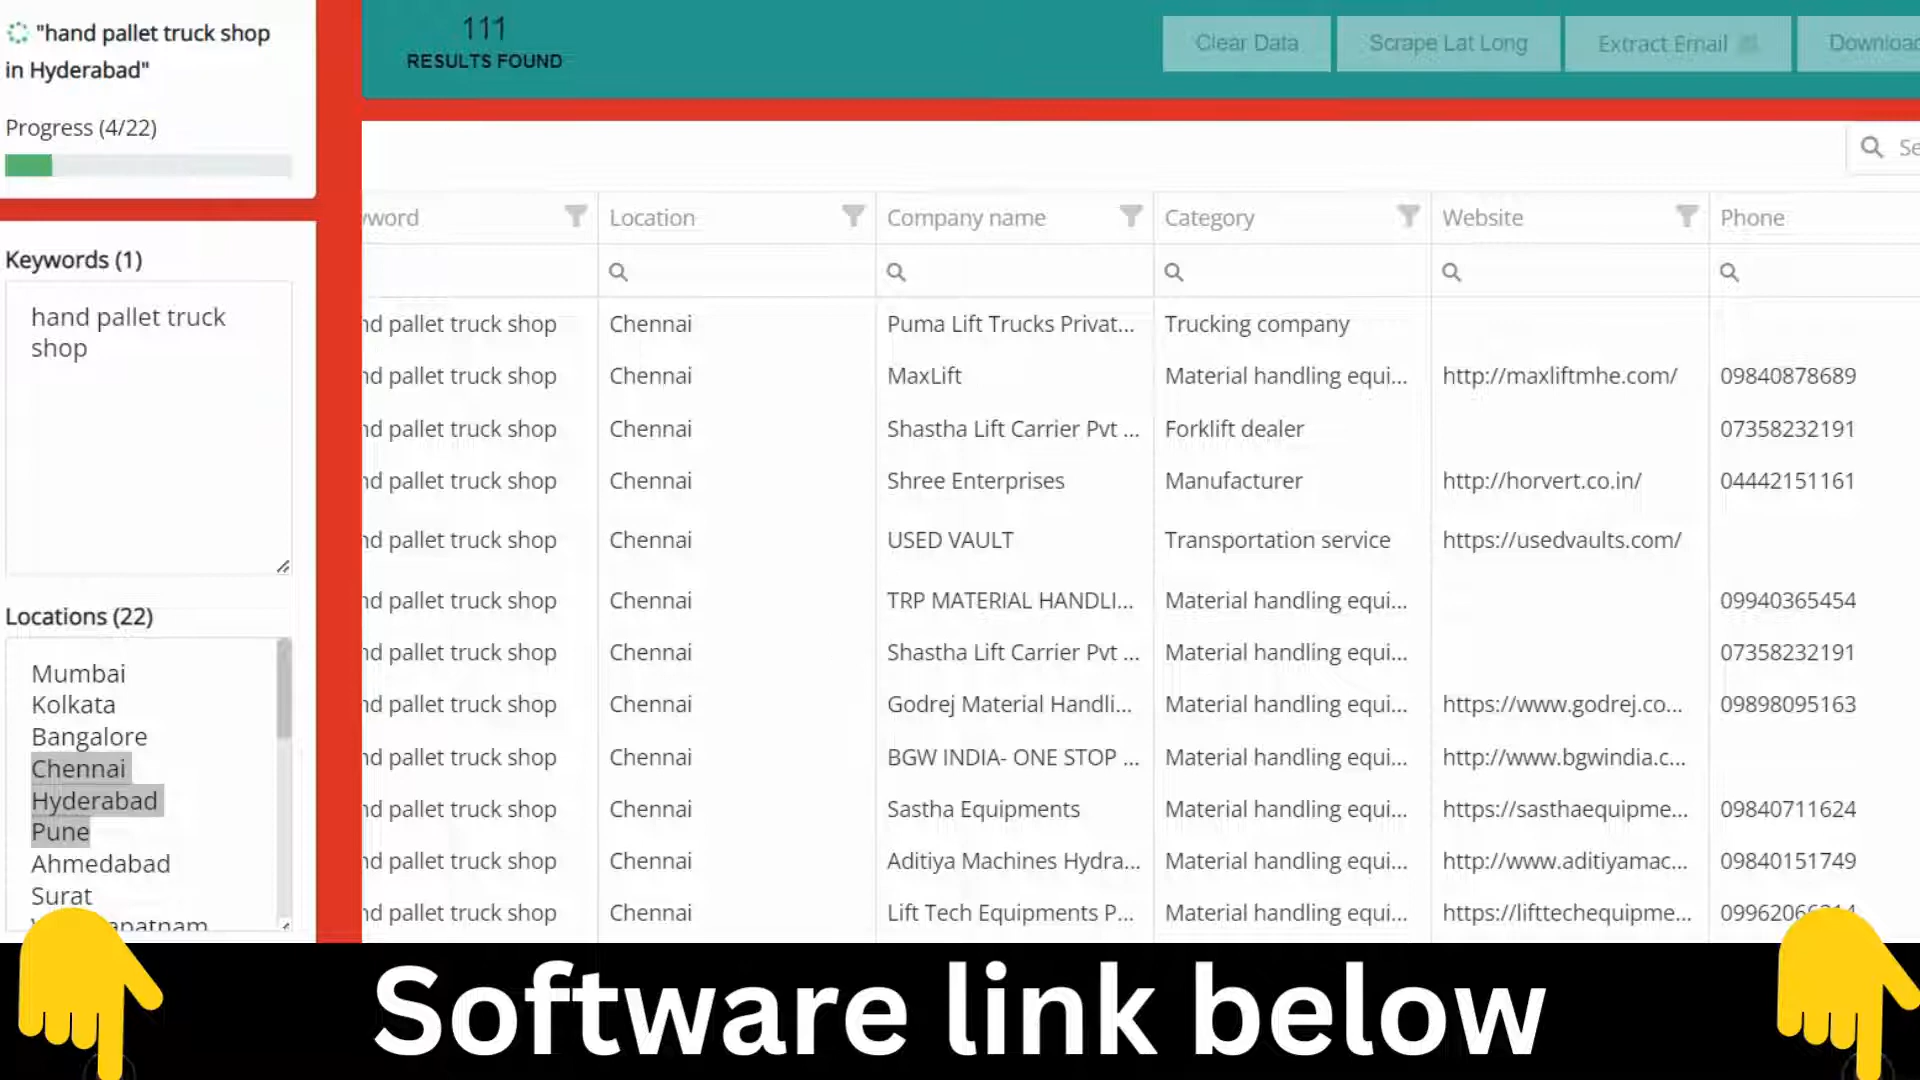 "hand pallet truck shop
in Hyderabad"
Progress (4/22)
Keywords (1)
hand pallet truck
shop
Locations (22)
Mumbai
Kolkata
Bangalore
Chennai
Hyderabad
Pune
Ahmedabad
Surat
111
RESULTS FOUND
Clear Data Scrape Lat Long Extract Email Download
yword Location Company name Category Website Phone
nd pallet truck shop Chennai Puma Lift Trucks Privat... Trucking company
nd pallet truck shop Chennai MaxLift Material handling equi... http://maxliftmhe.com/ 09840878689
nd pallet truck shop Chennai Shastha Lift Carrier Pvt ... Forklift dealer 07358232191
nd pallet truck shop Chennai Shree Enterprises Manufacturer http://horvert.co.in/ 04442151161
nd pallet truck shop Chennai USED VAULT Transportation service https://usedvaults.com/
nd pallet truck shop Chennai TRP MATERIAL HANDLI... Material handling equi... 09940365454
nd pallet truck shop Chennai Shastha Lift Carrier Pvt ... Material handling equi... 07358232191
nd pallet truck shop Chennai Godrej Material Handli... Material handling equi... https://www.godrej.co... 09898095163
nd pallet truck shop Chennai BGW INDIA- ONE STOP ... Material handling equi... http://www.bgwindia.c...
nd pallet truck shop Chennai Sastha Equipments Material handling equi... https://sasthaequipme... 09840711624
nd pallet truck shop Chennai Aditiya Machines Hydra... Material handling equi... http://www.aditiyamac... 09840151749
nd pallet truck shop Chennai Lift Tech Equipments P... Material handling equi... https://lifttechequipme...
Software link below